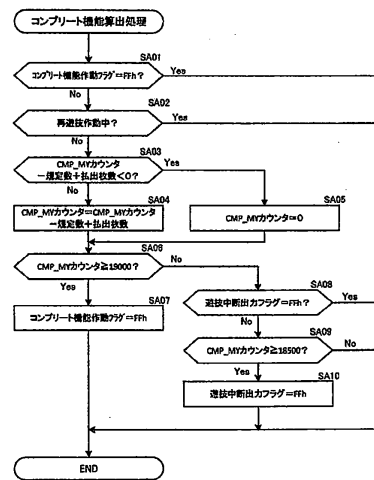 コンプリート機能算出処理
SA01
コンプリート機能作動フラグ=FFh?
Yes
No
SA02
再遊技作動中?
Yes
No
SA03
CMP_MYカウンタ
−規定数+払出枚数<0?
Yes
No
SA04
CMP_MYカウンタ=CMP_MYカウンタ
−規定数+払出枚数
SA05
CMP_MYカウンタ=0
SA06
CMP_MYカウンタ≧19000?
No
Yes
SA07
コンプリート機能作動フラグ=FFh
SA08
遊技中断出力フラグ=FFh?
Yes
No
SA09
CMP_MYカウンタ≧18500?
No
Yes
SA10
遊技中断出力フラグ=FFh
END